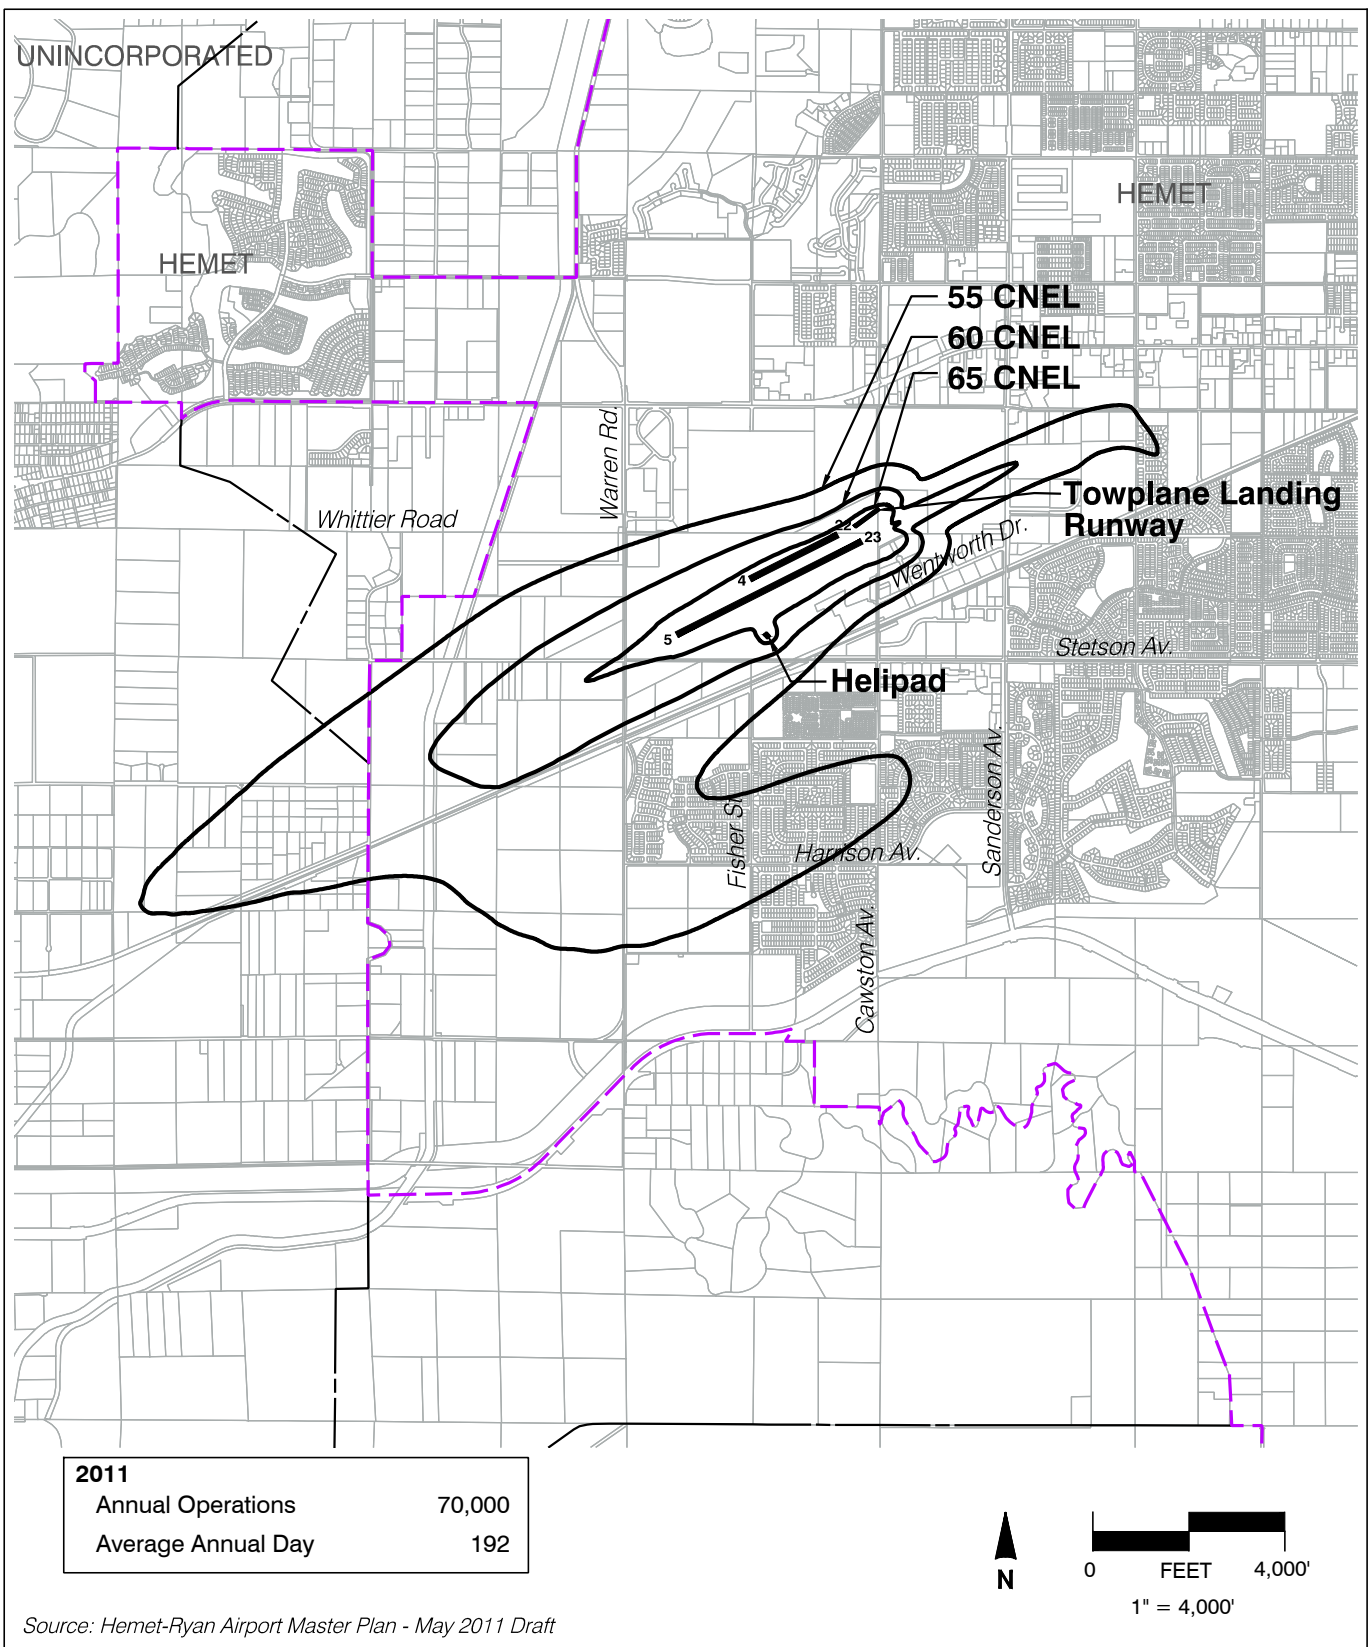 UNINCORPORATED
HEMET
HEMET
55 CNEL
60 CNEL
65 CNEL
Warren Rd.
Whittier Road
Towplane Landing
Runway
22
23
4
5
Wentworth Dr.
Stetson Av.
Helipad
Sanderson Av.
Fisher St.
Harrison Av.
Cawston Av.
2011
Annual Operations 70,000
Average Annual Day 192
N
0 FEET 4,000'
1" = 4,000'
Source: Hemet-Ryan Airport Master Plan - May 2011 Draft